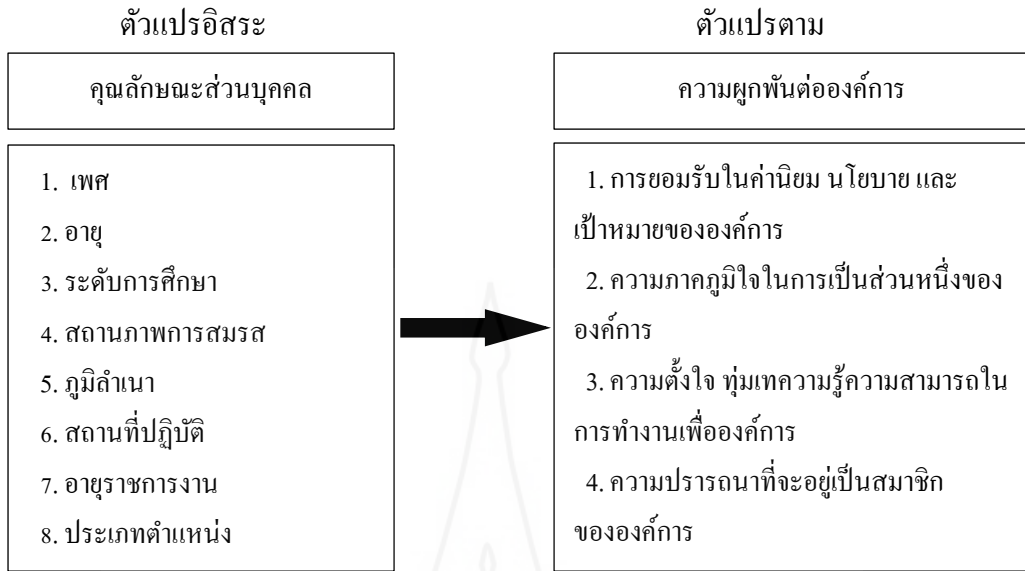 ตัวแปรอิสระ
คุณลักษณะส่วนบุคคล
1. เพศ
2. อายุ
3. ระดับการศึกษา
4. สถานภาพการสมรส
5. ภูมิลำเนา
6. สถานที่ปฏิบัติ
7. อายุราชการงาน
8. ประเภทตำแหน่ง
ตัวแปรตาม
ความผูกพันต่อองค์การ
1. การยอมรับในค่านิยม นโยบาย และ
เป้าหมายขององค์การ
2. ความภาคภูมิใจในการเป็นส่วนหนึ่งของ
องค์การ
3. ความตั้งใจ ทุ่มเทความรู้ความสามารถใน
การทำงานเพื่อองค์การ
4. ความปรารถนาที่จะอยู่เป็นสมาชิก
ขององค์การ